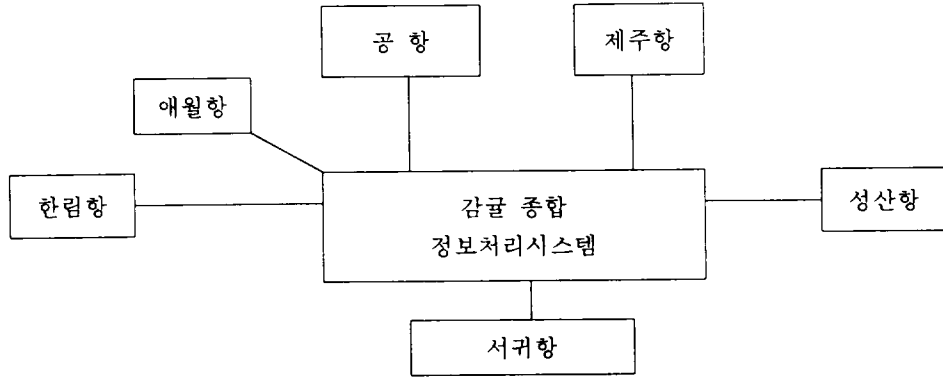 공 항
제주항
애월항
한림항
감귤 종합
정보처리시스템
성산항
서귀항